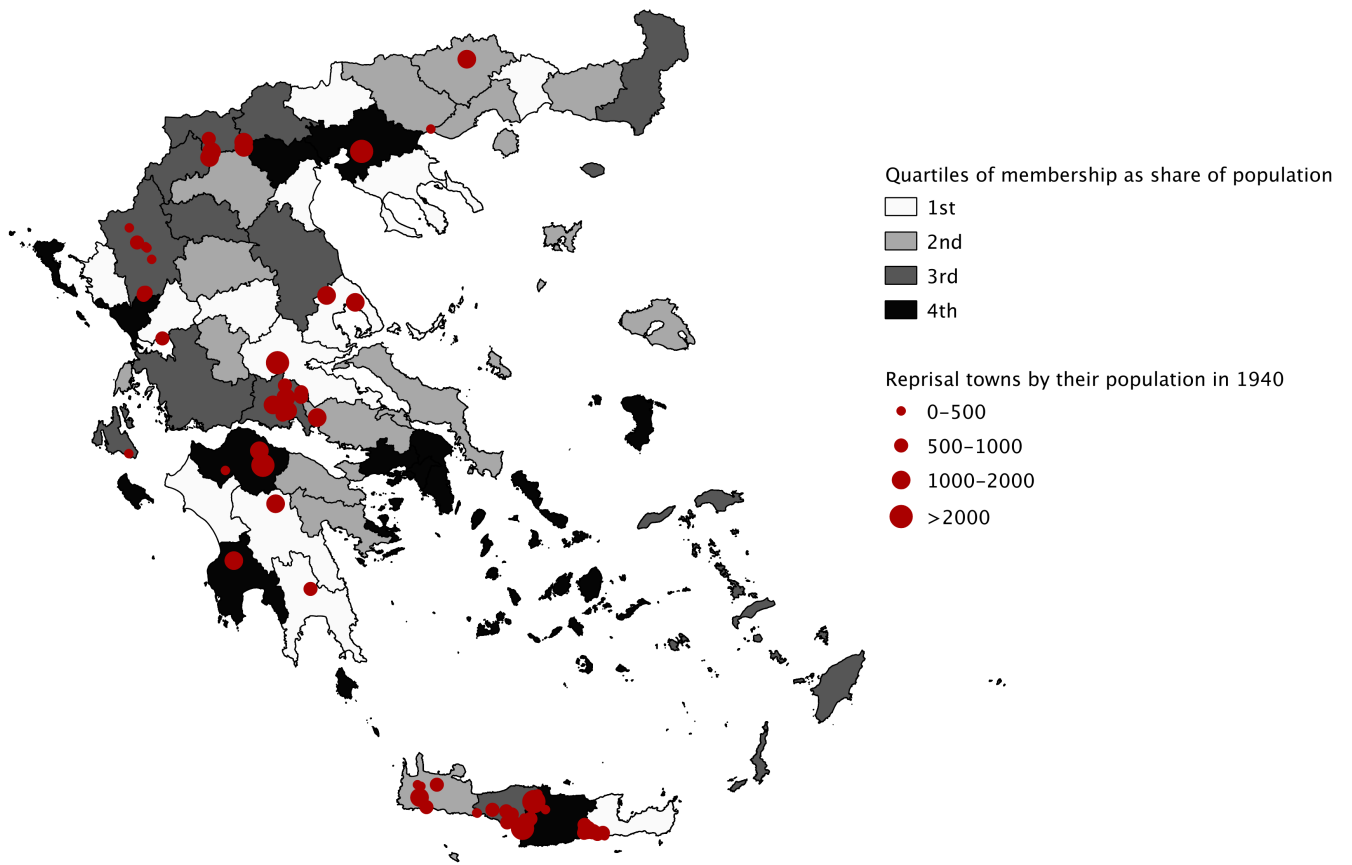 Quartiles of membership as share of population
1st
2nd
3rd
4th
Reprisal towns by their population in 1940
0−500
500−1000
1000−2000
>2000